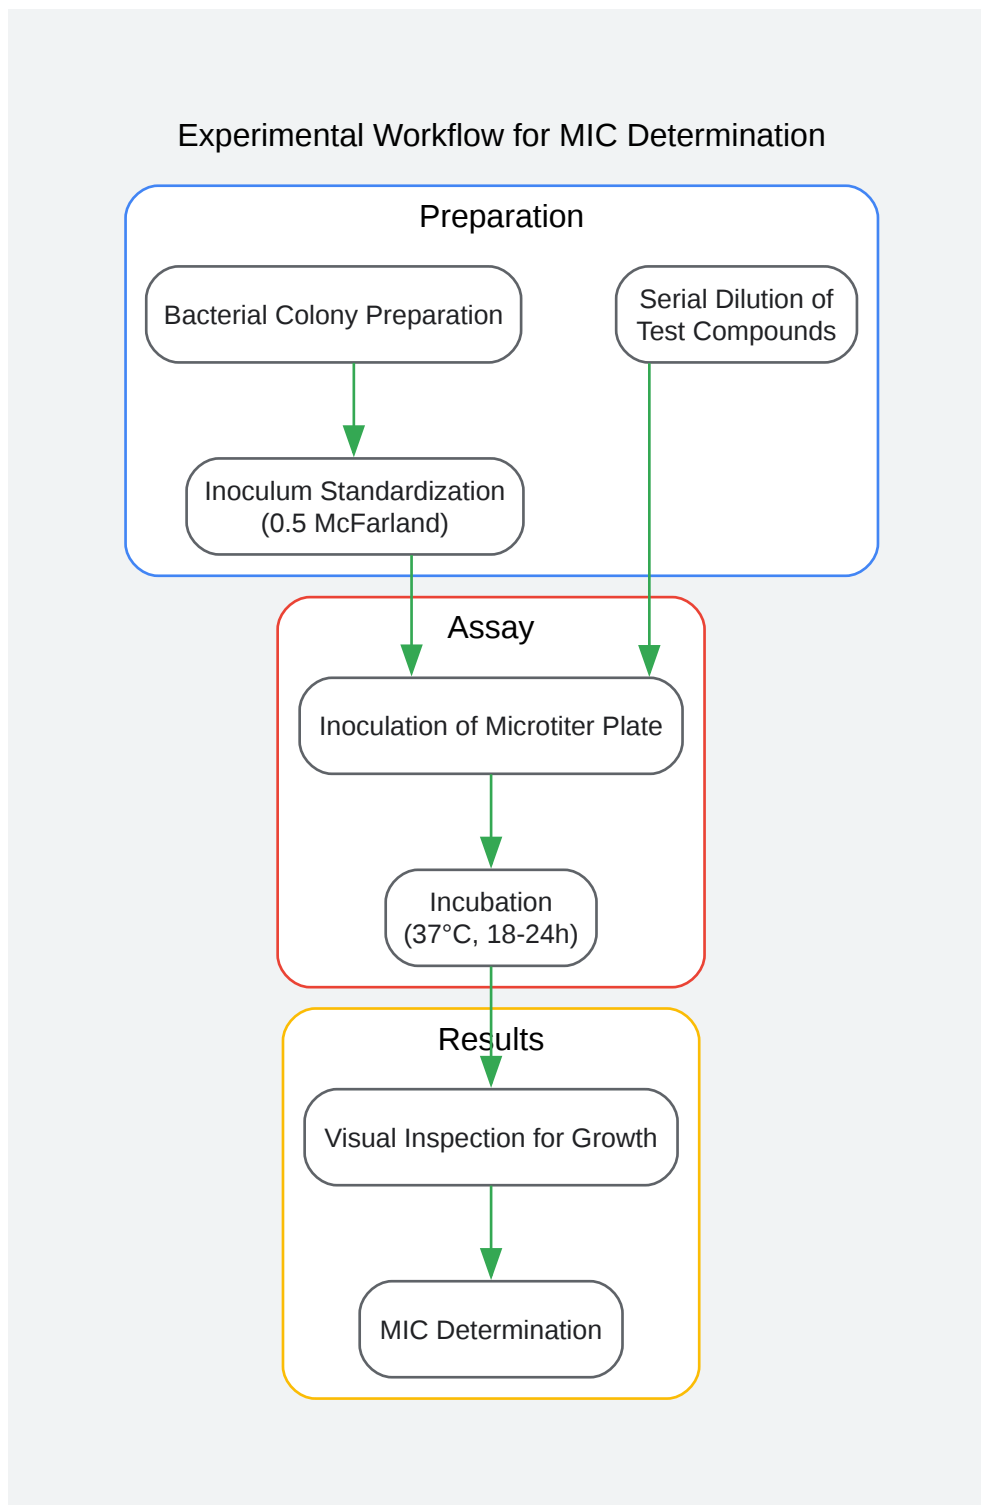 Experimental Workflow for MIC Determination
Preparation
Bacterial Colony Preparation
Serial Dilution of
Test Compounds
Inoculum Standardization
(0.5 McFarland)
Assay
Inoculation of Microtiter Plate
Incubation
(37°C, 18-24h)
Results
Visual Inspection for Growth
MIC Determination